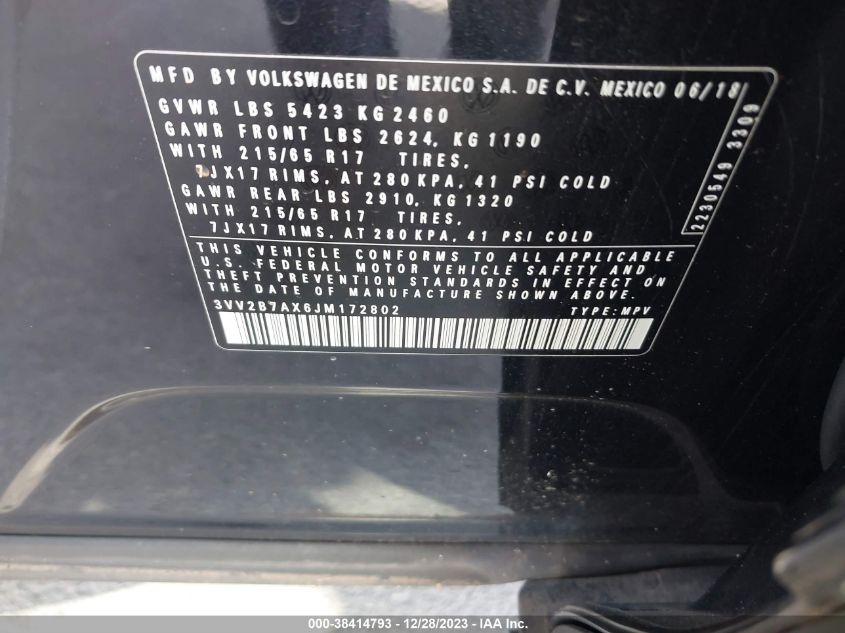 MFD BY VOLKSWAGEN DE MEXICO S.A. DE C.V. MEXICO 06/18
GVWR LBS 5423 KG 2460
GAWR FRONT LBS 2624, KG 1190
WITH 215/65 R17 TIRES,
7JX17 RIMS, AT 280 KPA, 41 PSI COLD
GAWR REAR LBS 2910, KG 1320
WITH 215/65 R17 TIRES,
7JX17 RIMS, AT 280 KPA, 41 PSI COLD
2230549 3309
THIS VEHICLE CONFORMS TO ALL APPLICABLE
U.S. FEDERAL MOTOR VEHICLE SAFETY AND
THEFT PREVENTION STANDARDS IN EFFECT ON
THE DATE OF MANUFACTURE SHOWN ABOVE.
3VV2B7AX6JM172802 TYPE: MPV
000-38414793 - 12/28/2023 - IAA Inc.